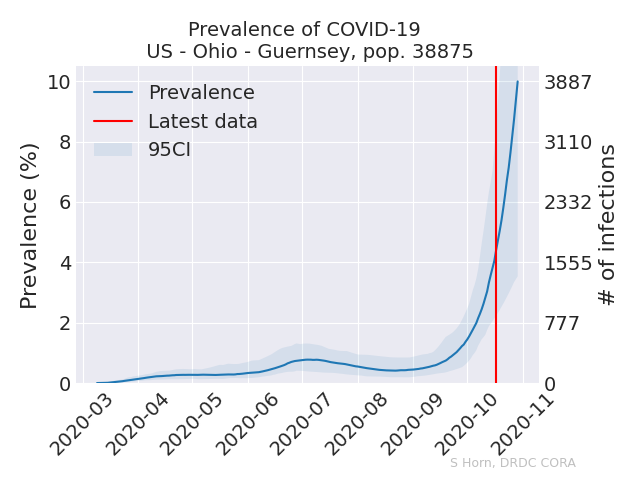 Prevalence of COVID-19
US - Ohio - Guernsey, pop. 38875
Prevalence
Latest data
95CI
Prevalence (%)
10
8
6
4
2
0
3887
3110
2332
1555
777
0
# of infections
2020-03
2020-04
2020-05
2020-06
2020-07
2020-08
2020-09
2020-10
2020-11
S Horn, DRDC CORA